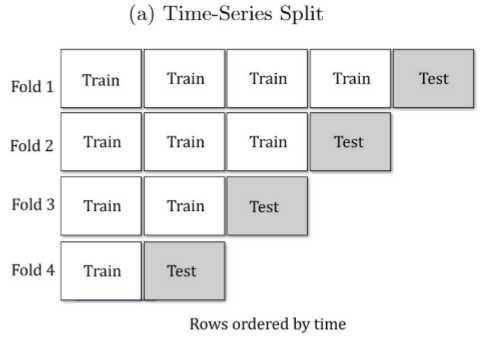 (a) Time-Series Split
Fold 1 Train Train Train Train Test
Fold 2 Train Train Train Test
Fold 3 Train Train Test
Fold 4 Train Test
Rows ordered by time